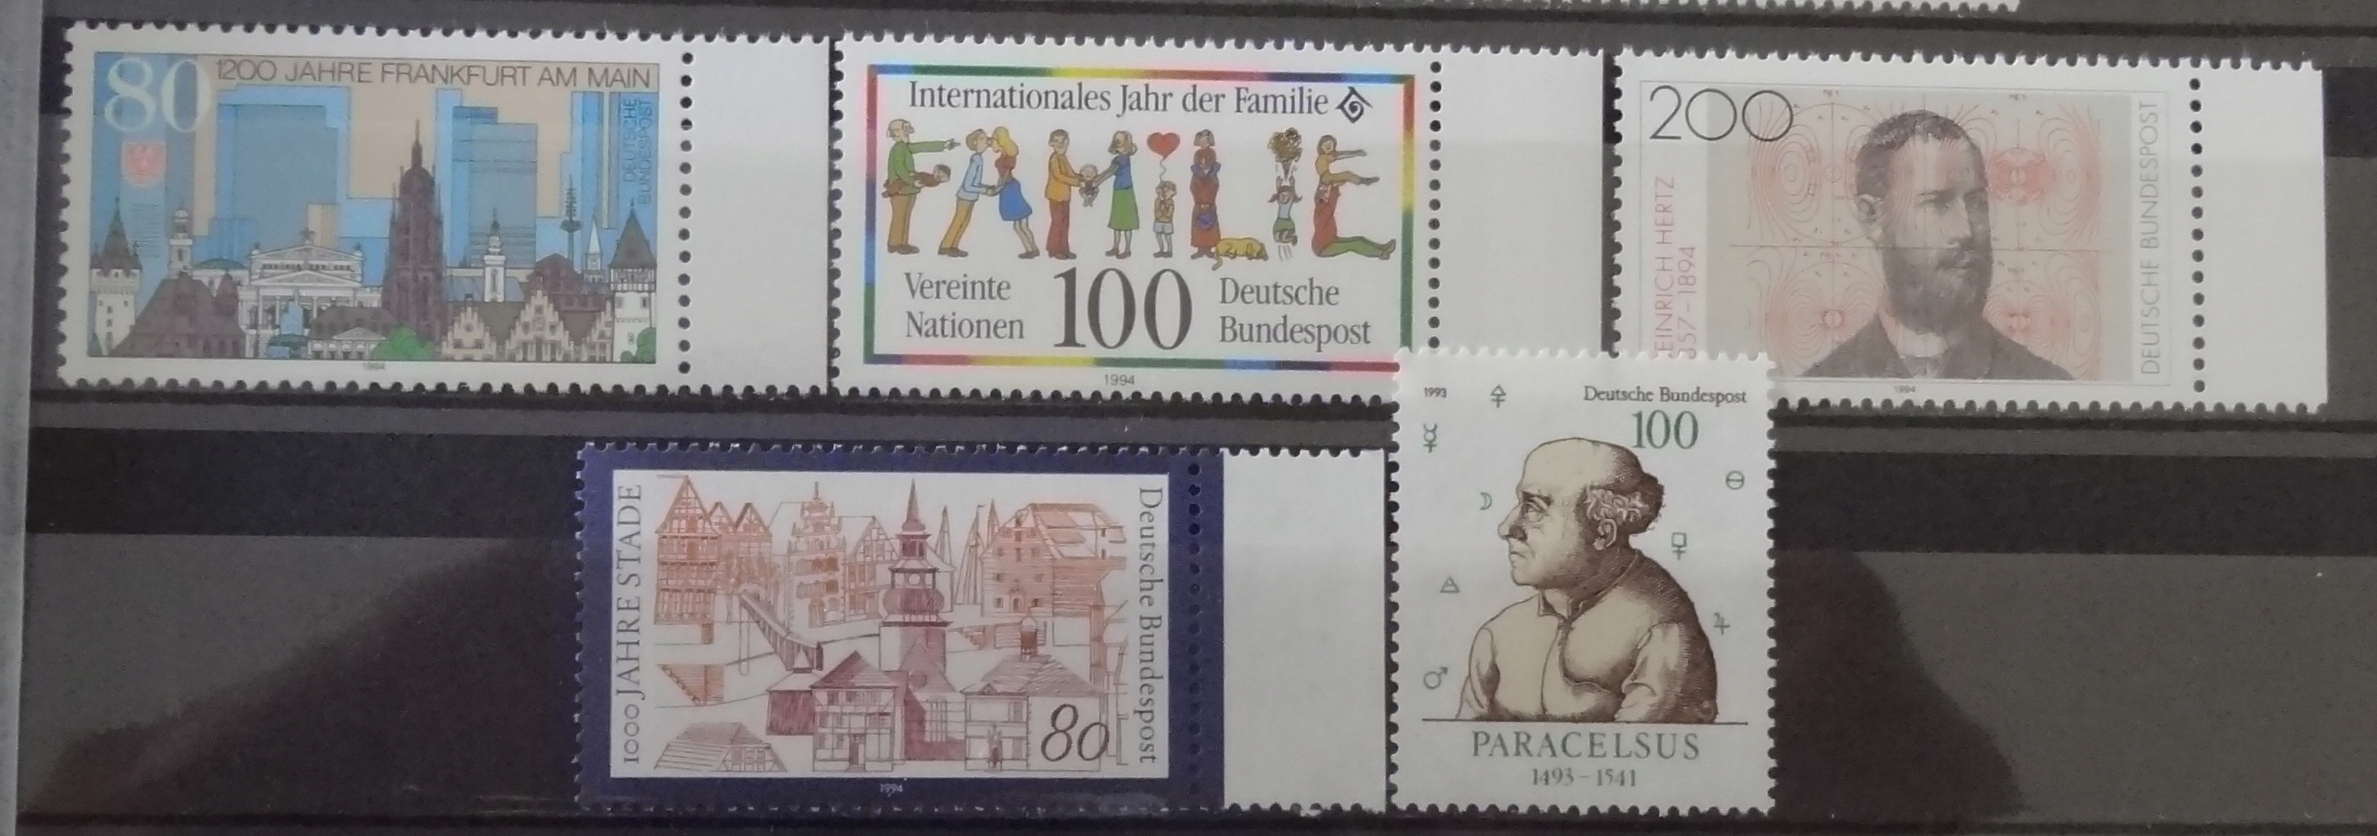 80 1200 JAHRE FRANKFURT AM MAIN
DEUTSCHE
BUNDESPOST
1994
Internationales Jahr der Familie
Vereinte
Nationen
100
Deutsche
Bundespost
1994
200
EINRICH HERTZ
857-1894
DEUTSCHE BUNDESPOST
1994
1000 JAHRE STADE
Deutsche Bundespost
80
1994
1993
Deutsche Bundespost
100
PARACELSUS
1493 – 1541